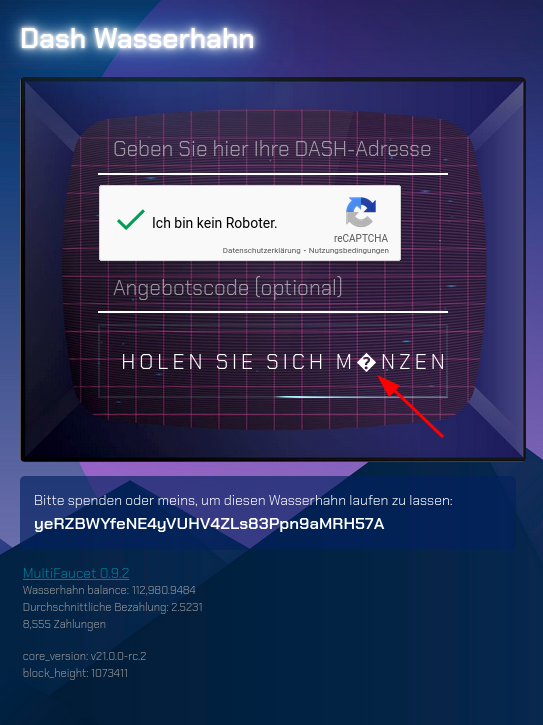 Dash Wasserhahn
Geben Sie hier Ihre DASH-Adresse
Ich bin kein Roboter.
reCAPTCHA
Datenschutzerklärung - Nutzungsbedingungen
Angebotscode (optional)
HOLEN SIE SICH M�NZEN
Bitte spenden oder meins, um diesen Wasserhahn laufen zu lassen:
yeRZBWYfeNE4yVUHV4ZLs83Ppn9aMRH57A
MultiFaucet 0.9.2
Wasserhahn balance: 112,980.9484
Durchschnittliche Bezahlung: 2.5231
8,555 Zahlungen
core_version: v21.0.0-rc.2
block_height: 1073411